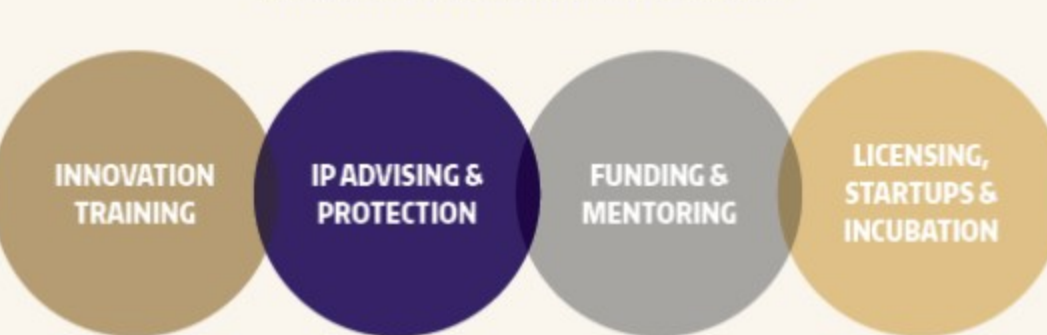 INNOVATION
TRAINING
IP ADVISING &
PROTECTION
FUNDING &
MENTORING
LICENSING,
STARTUPS &
INCUBATION